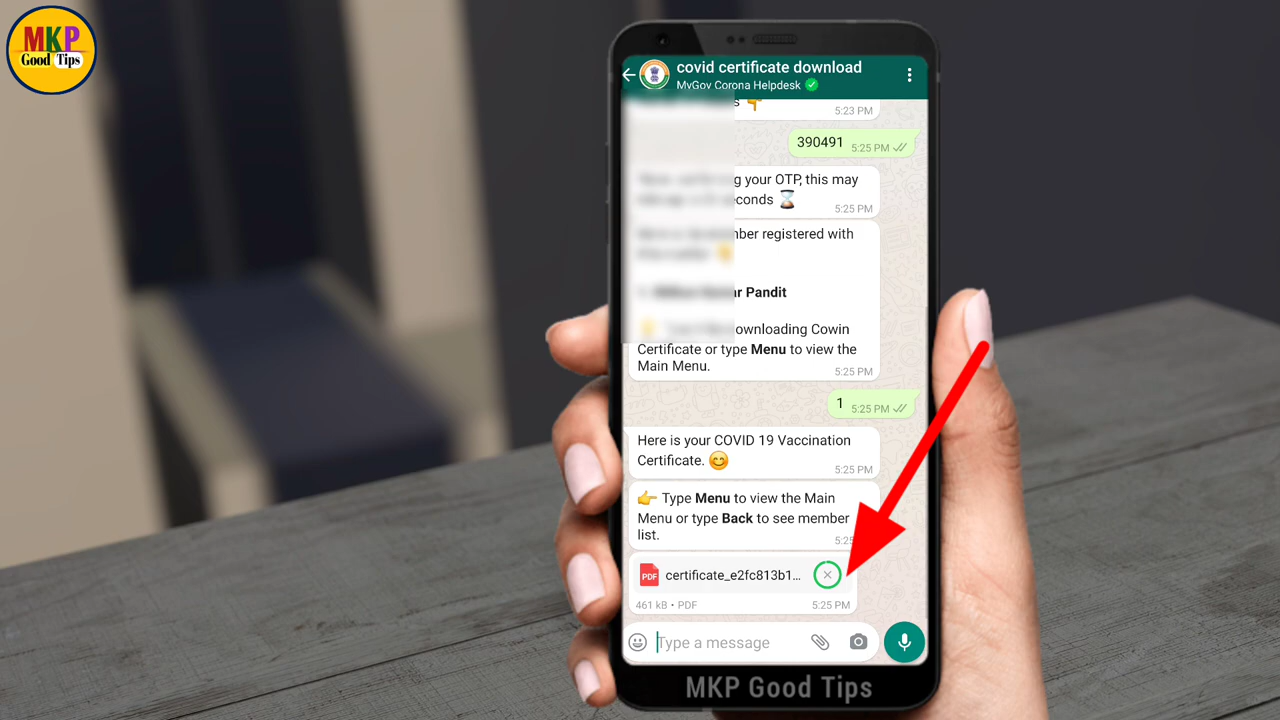 MKP
Good Tips
covid certificate download
MyGov Corona Helpdesk
5:23 PM
390491 5:25 PM
your OTP, this may
5:25 PM
registered with
Pandit
downloading Cowin
Certificate or type Menu to view the
Main Menu.
5:25 PM
1 5:25 PM
Here is your COVID 19 Vaccination
Certificate.
5:25 PM
Type Menu to view the Main
Menu or type Back to see member
list.
5:25
PDF certificate_e2fc813b1...
461 kB • PDF 5:25 PM
Type a message
MKP Good Tips